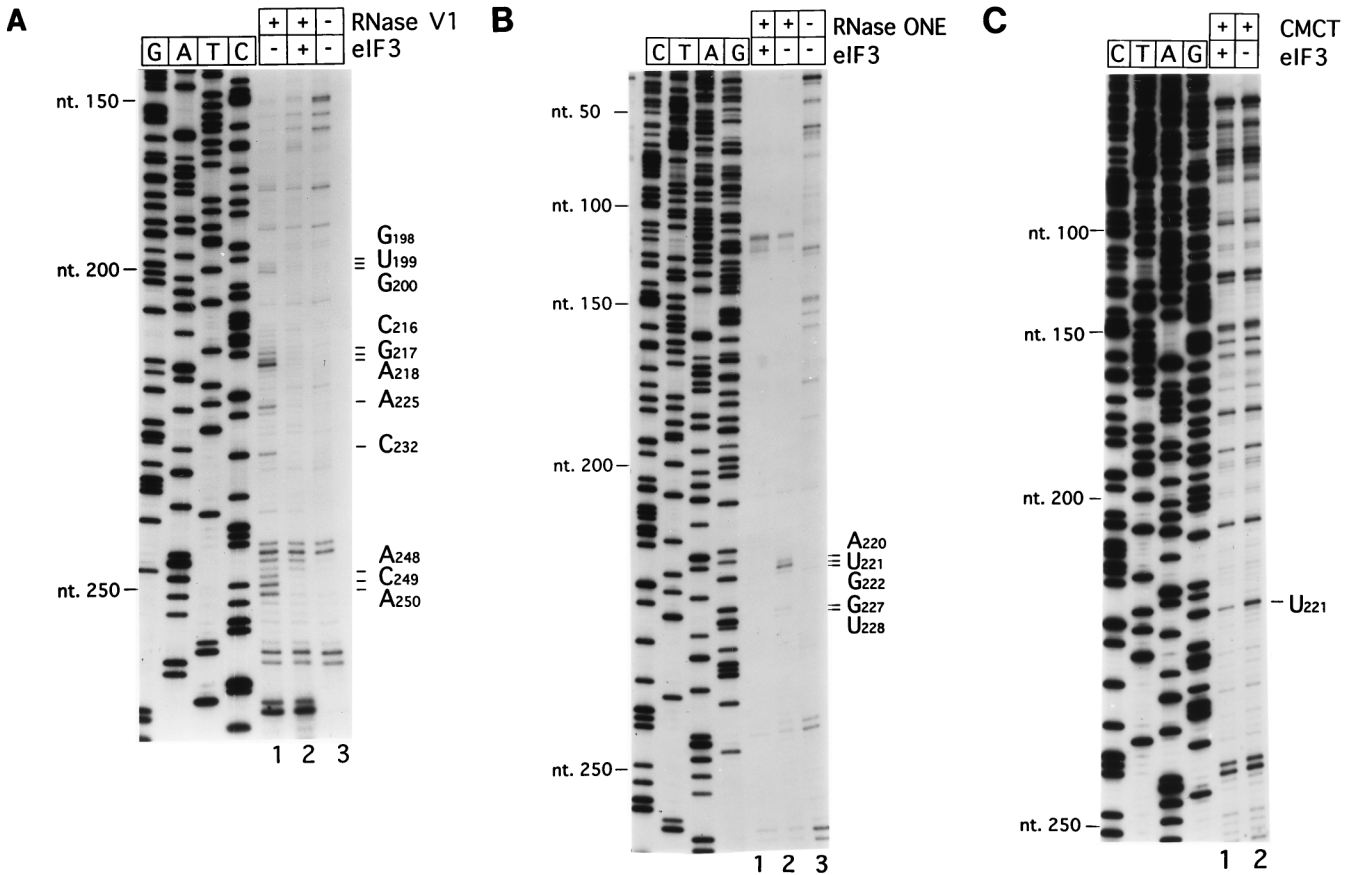 A
+ + - RNase V1
G A T C - + - eIF3
nt. 150
G198
U199
nt. 200
G200
C216
G217
A218
A225
C232
A248
C249
nt. 250
A250
1 2 3
B
+ + - RNase ONE
C T A G + - - eIF3
nt. 50
nt. 100
nt. 150
nt. 200
A220
U221
G222
G227
U228
nt. 250
1 2 3
C
+ + CMCT
C T A G + - eIF3
nt. 100
nt. 150
nt. 200
U221
nt. 250
1 2